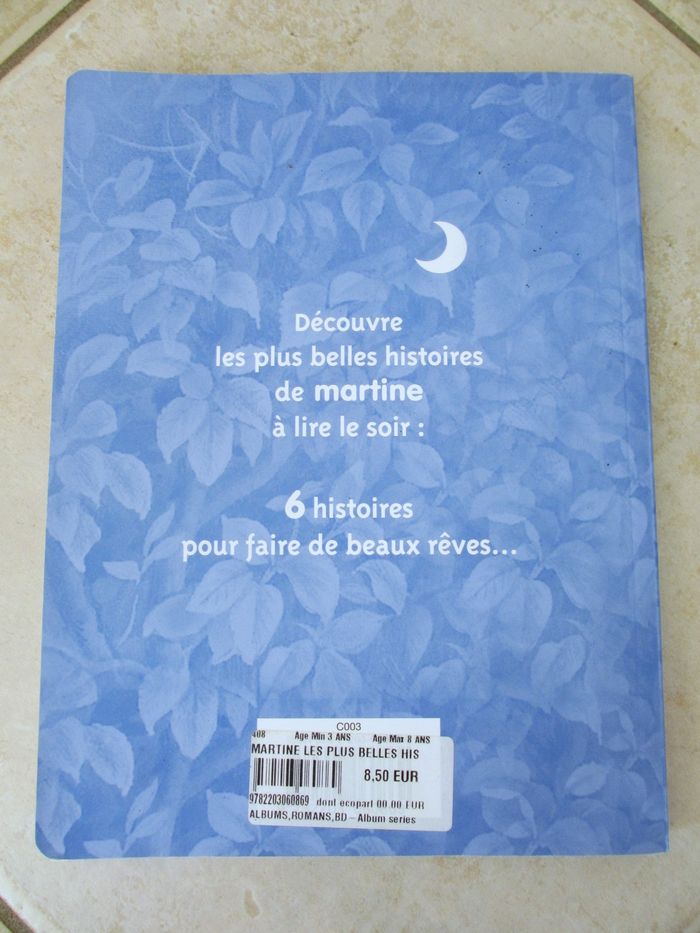 Découvre
les plus belles histoires
de martine
à lire le soir :
6 histoires
pour faire de beaux rêves...
C003
408 Age Min 3 ANS Age Max 8 ANS
MARTINE LES PLUS BELLES HIS
8,50 EUR
9782203060869 dont ecopart 00.00 EUR
ALBUMS,ROMANS,BD – Album series